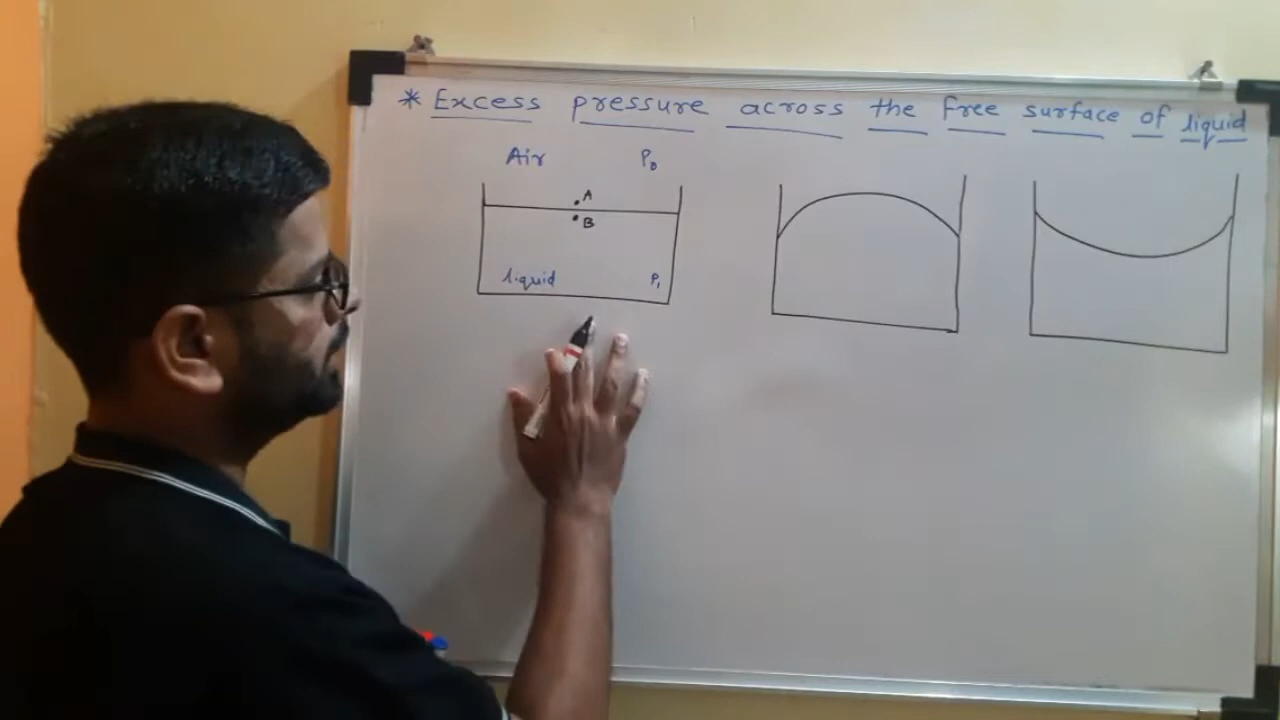 * Excess pressure across the free surface of liquid
Air P₀
A
B
liquid P₁